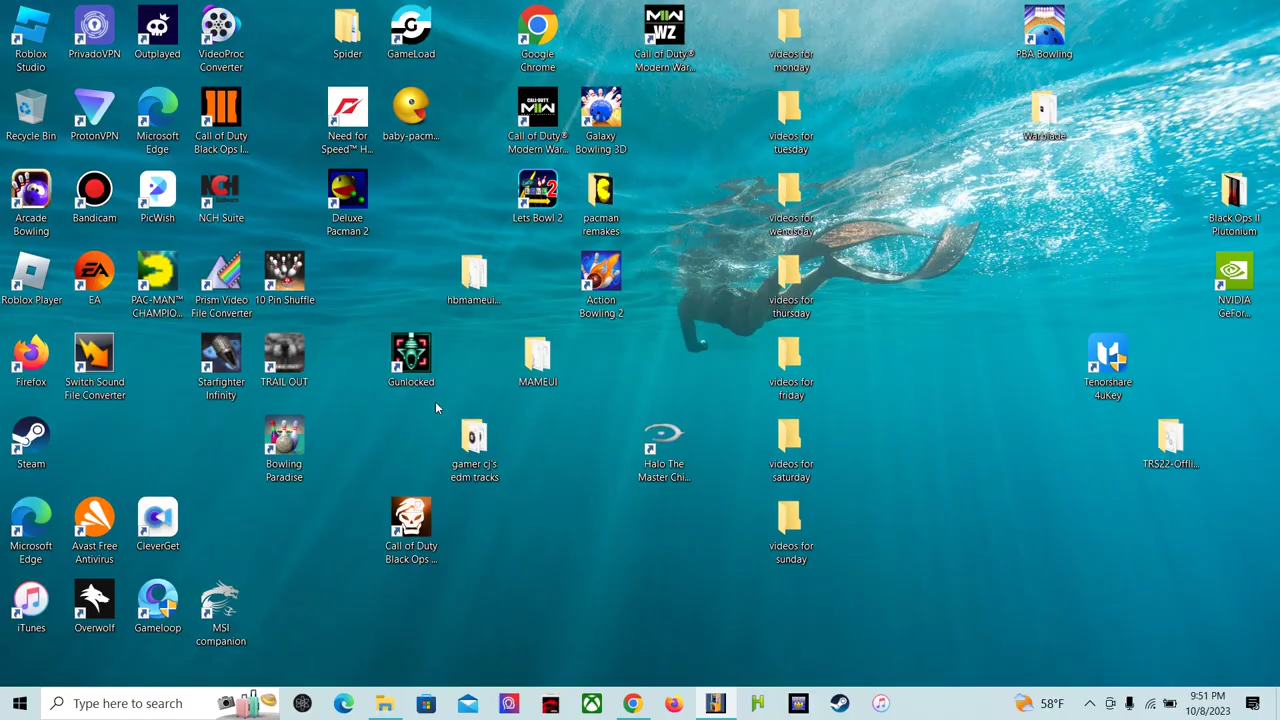 Roblox Studio
PrivadoVPN
Outplayed
VideoProc Converter
Spider
GameLoad
Google Chrome
Call of Duty® Modern War...
videos for monday
PBA Bowling
Recycle Bin
ProtonVPN
Microsoft Edge
Call of Duty Black Ops I...
Need for Speed™ H...
baby-pacm...
Call of Duty® Modern War...
Galaxy Bowling 3D
videos for tuesday
Warblade
Arcade Bowling
Bandicam
PicWish
NCH Suite
Deluxe Pacman 2
Lets Bowl 2
pacman remakes
videos for wendsday
Black Ops II Plutonium
Roblox Player
EA
PAC-MAN™ CHAMPIO...
Prism Video File Converter
10 Pin Shuffle
hbmameui...
Action Bowling 2
videos for thursday
NVIDIA GeFor...
Firefox
Switch Sound File Converter
Starfighter Infinity
TRAIL OUT
Gunlocked
MAMEUI
videos for friday
Tenorshare 4uKey
Steam
Bowling Paradise
gamer cj's edm tracks
Halo The Master Chi...
videos for saturday
TRS22-Offli...
Microsoft Edge
Avast Free Antivirus
CleverGet
Call of Duty Black Ops ...
videos for sunday
iTunes
Overwolf
Gameloop
MSI companion
Type here to search
58°F
9:51 PM
10/8/2023